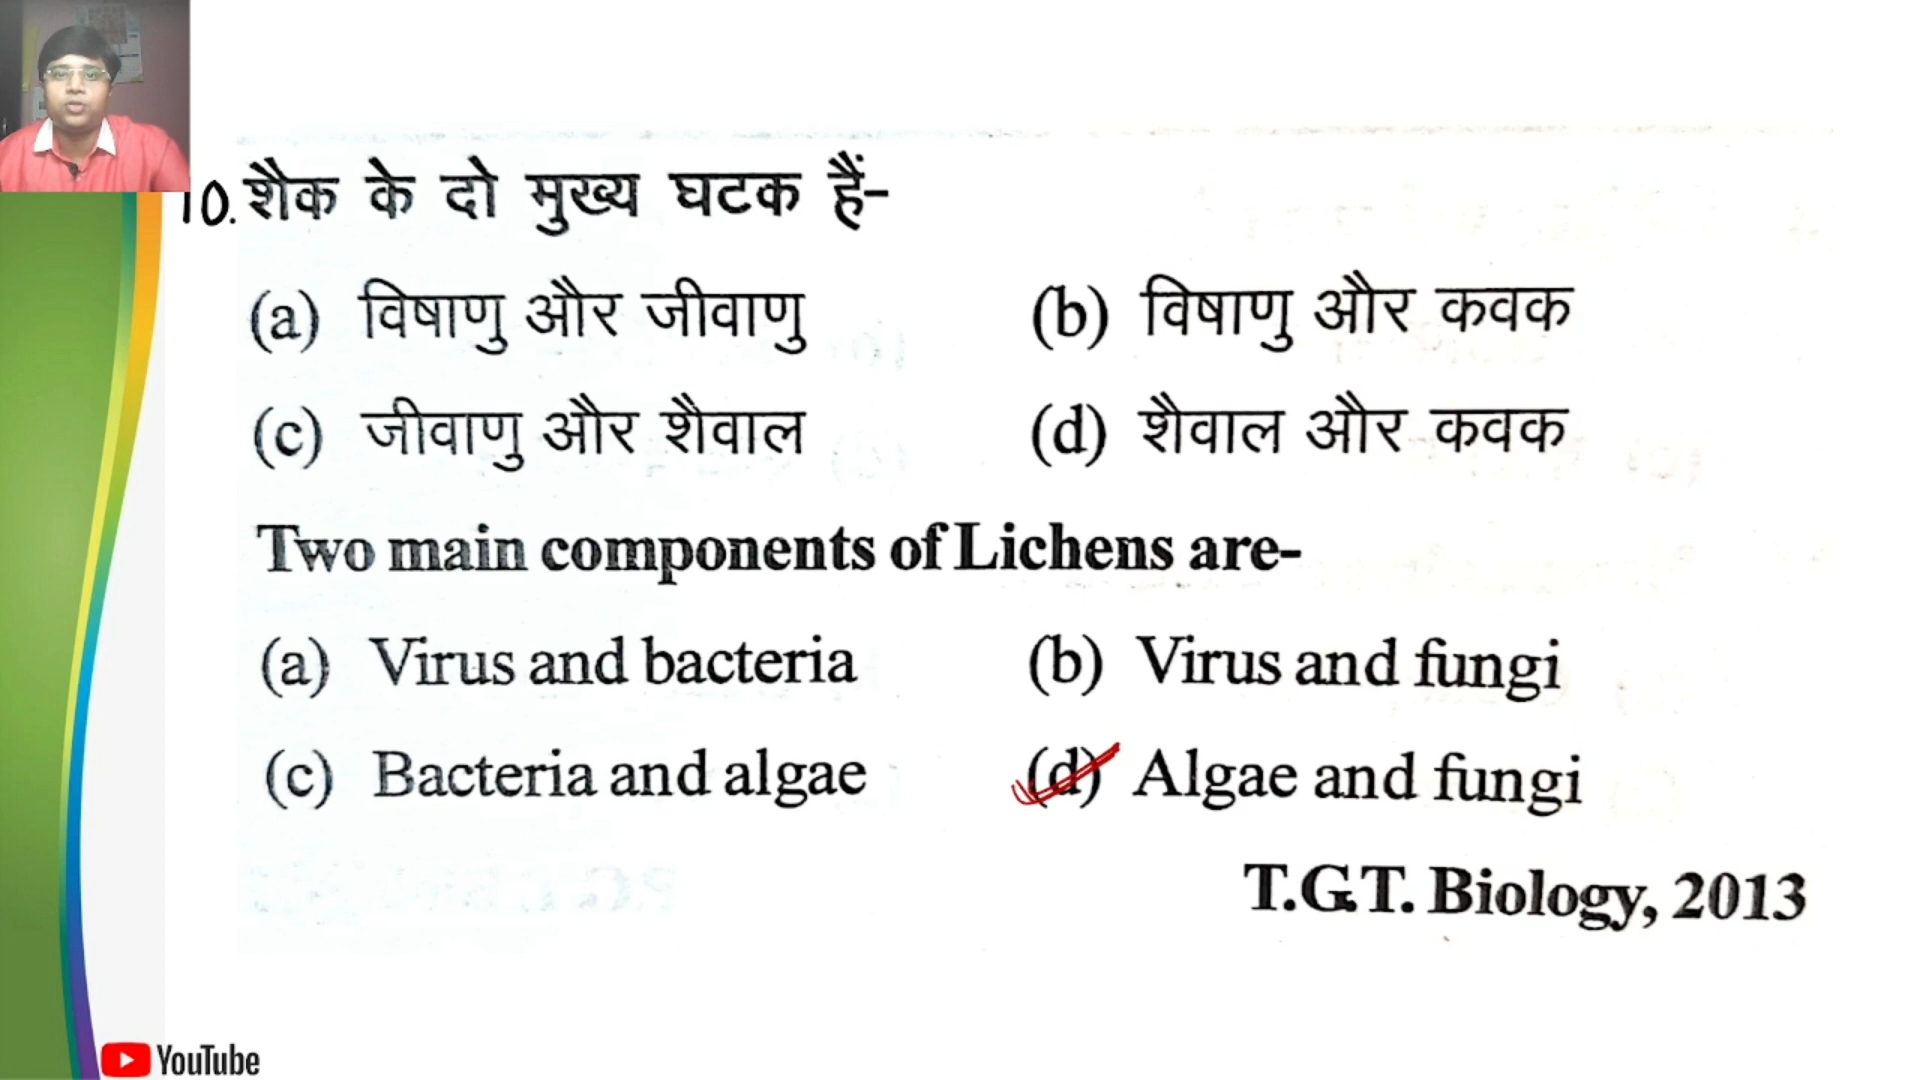 10. शैक के दो मुख्य घटक हैं-
(a) विषाणु और जीवाणु (b) विषाणु और कवक
(c) जीवाणु और शैवाल (d) शैवाल और कवक
Two main components of Lichens are-
(a) Virus and bacteria (b) Virus and fungi
(c) Bacteria and algae (d) Algae and fungi
T.G.T. Biology, 2013
YouTube